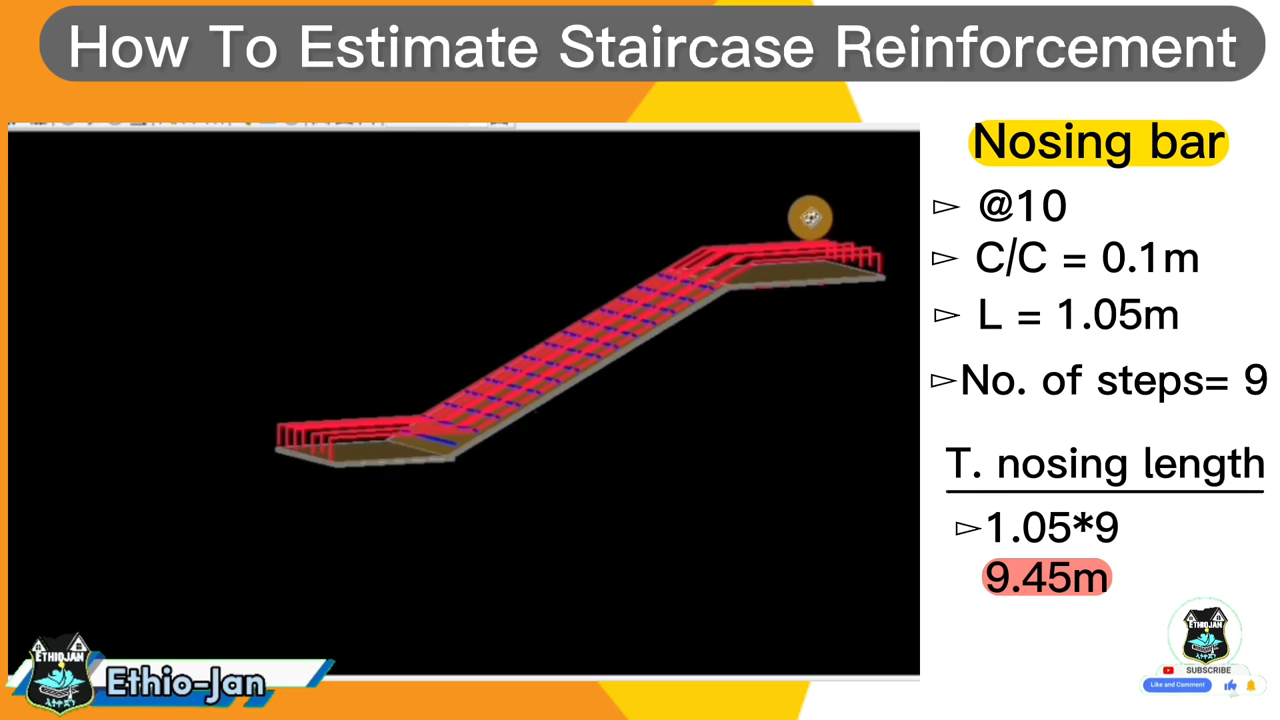 How To Estimate Staircase Reinforcement
Nosing bar
▻ @10
▻ C/C = 0.1m
▻ L = 1.05m
▻No. of steps= 9
T. nosing length
▻1.05*9
9.45m
ETHIOJAN
Ethio-Jan
ETHIOJAN
SUBSCRIBE
Like and Comment